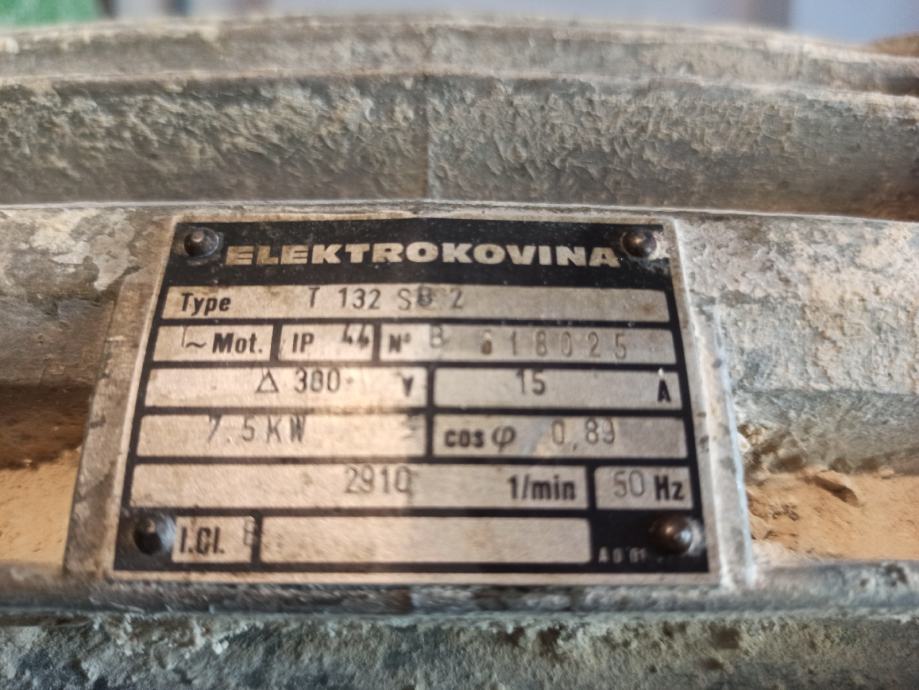 ELEKTROKOVINA
Type T 132 SB 2
~ Mot. IP 44 Nº B 618025
△ 380 V 15 A
7.5 KW cos φ 0,89
2910 1/min 50 Hz
I.Cl. B